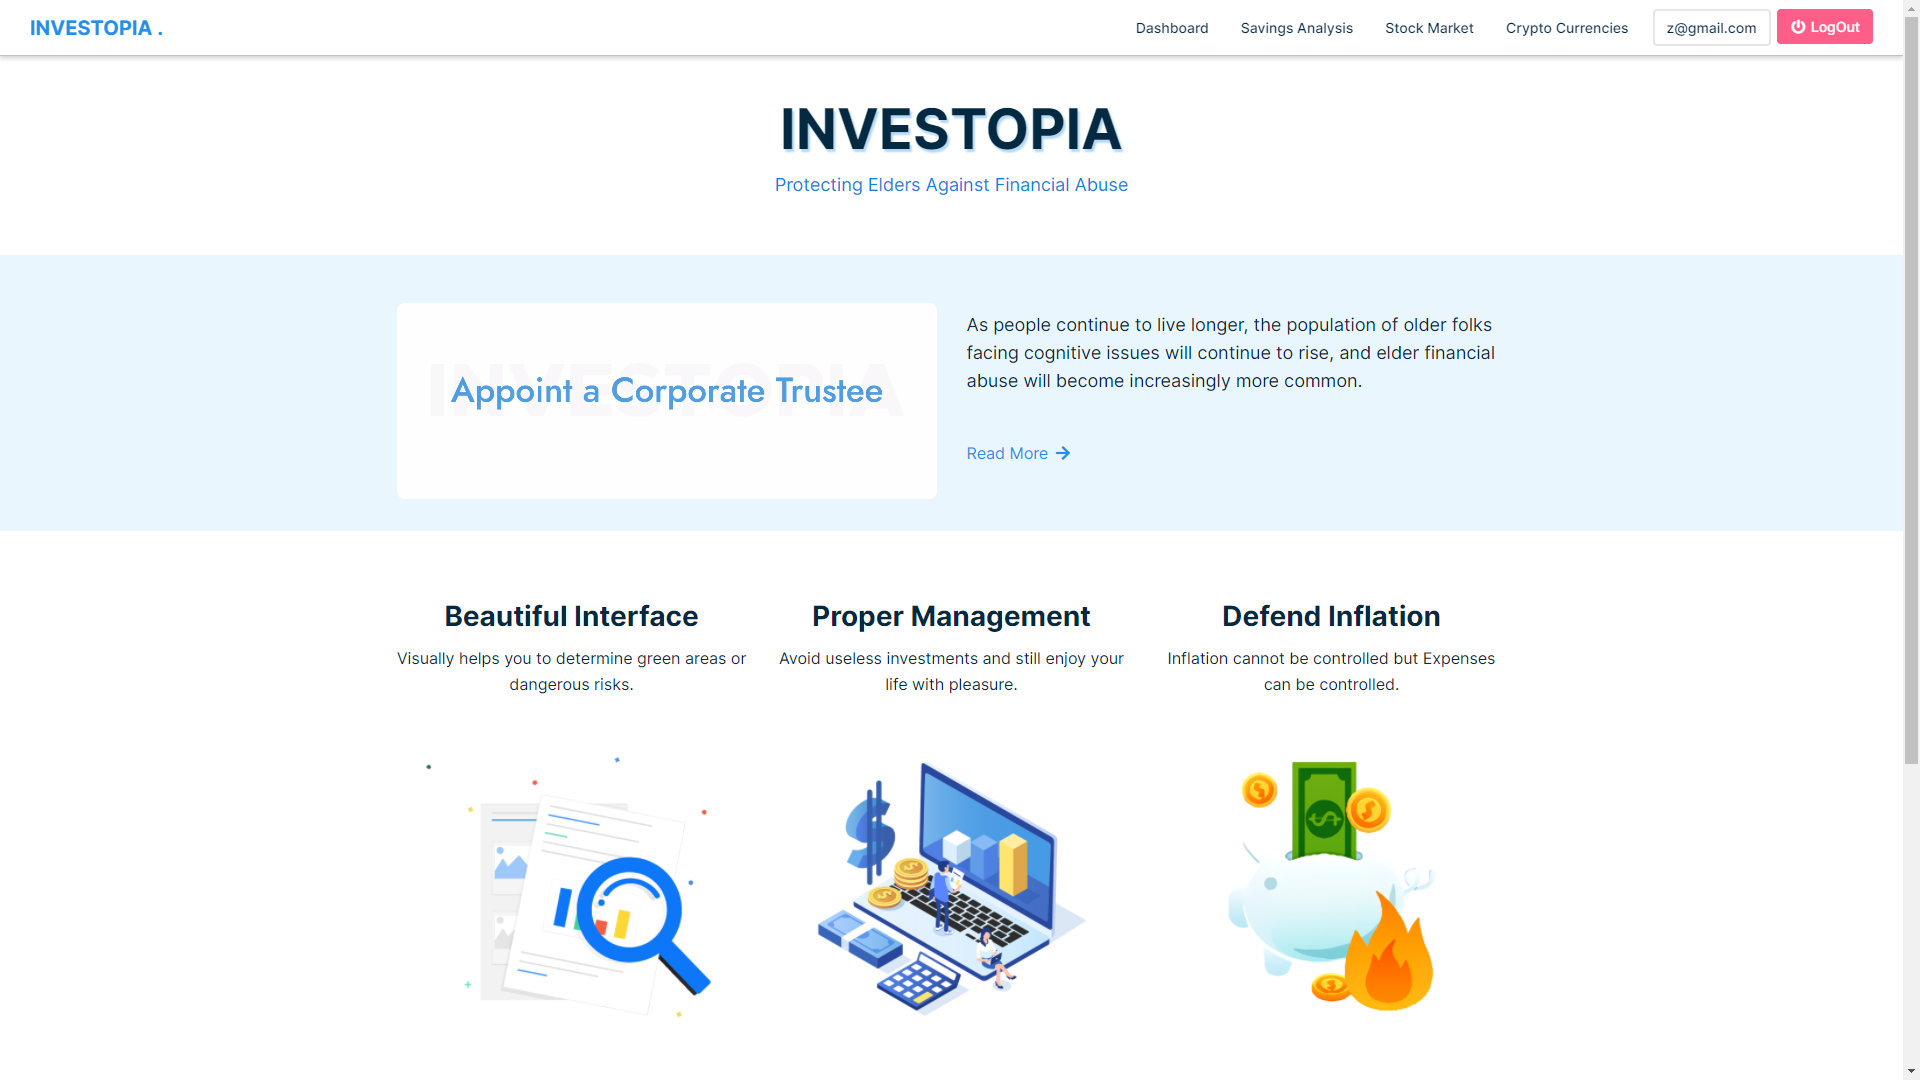 INVESTOPIA .
Dashboard
Savings Analysis
Stock Market
Crypto Currencies
z@gmail.com
LogOut
INVESTOPIA
Protecting Elders Against Financial Abuse
INVESTOPIA
Appoint a Corporate Trustee
As people continue to live longer, the population of older folks
facing cognitive issues will continue to rise, and elder financial
abuse will become increasingly more common.
Read More
Beautiful Interface
Visually helps you to determine green areas or
dangerous risks.
Proper Management
Avoid useless investments and still enjoy your
life with pleasure.
Defend Inflation
Inflation cannot be controlled but Expenses
can be controlled.